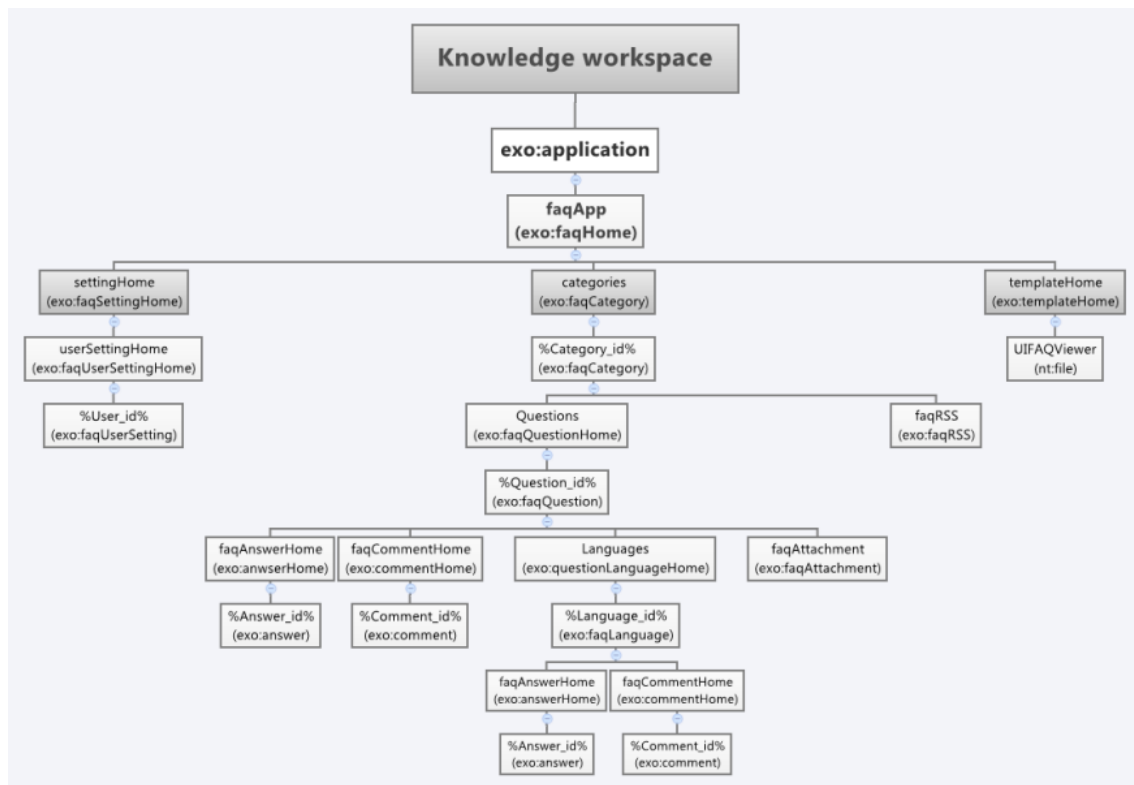 Knowledge workspace
exo:application
faqApp
(exo:faqHome)
settingHome
(exo:faqSettingHome)
categories
(exo:faqCategory)
templateHome
(exo:templateHome)
userSettingHome
(exo:faqUserSettingHome)
%Category_id%
(exo:faqCategory)
UIFAQViewer
(nt:file)
%User_id%
(exo:faqUserSetting)
Questions
(exo:faqQuestionHome)
faqRSS
(exo:faqRSS)
%Question_id%
(exo:faqQuestion)
faqAnswerHome
(exo:anwserHome)
faqCommentHome
(exo:commentHome)
Languages
(exo:questionLanguageHome)
faqAttachment
(exo:faqAttachment)
%Answer_id%
(exo:answer)
%Comment_id%
(exo:comment)
%Language_id%
(exo:faqLanguage)
faqAnswerHome
(exo:answerHome)
faqCommentHome
(exo:commentHome)
%Answer_id%
(exo:answer)
%Comment_id%
(exo:comment)